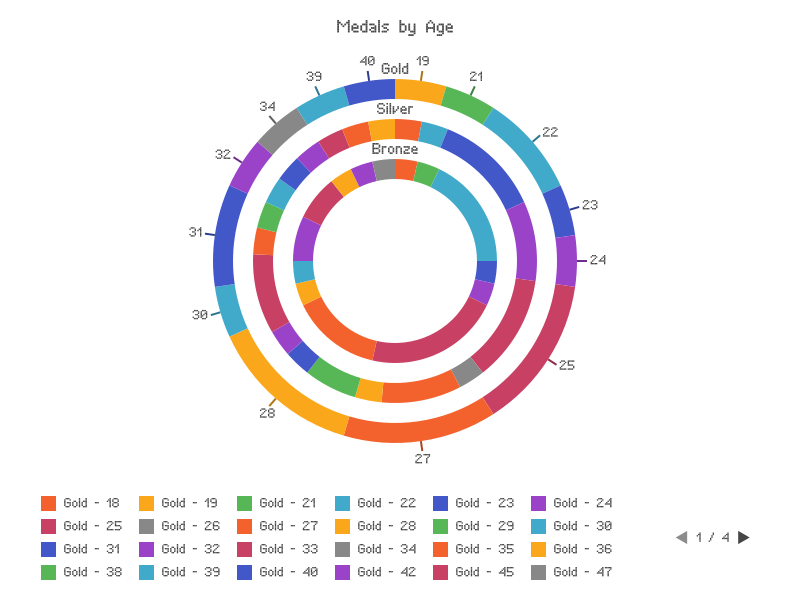 Medals by Age
40
Gold
19
39
21
34
Silver
22
32
Bronze
23
31
24
30
25
28
27
Gold - 18
Gold - 19
Gold - 21
Gold - 22
Gold - 23
Gold - 24
Gold - 25
Gold - 26
Gold - 27
Gold - 28
Gold - 29
Gold - 30
Gold - 31
Gold - 32
Gold - 33
Gold - 34
Gold - 35
Gold - 36
Gold - 38
Gold - 39
Gold - 40
Gold - 42
Gold - 45
Gold - 47
1 / 4